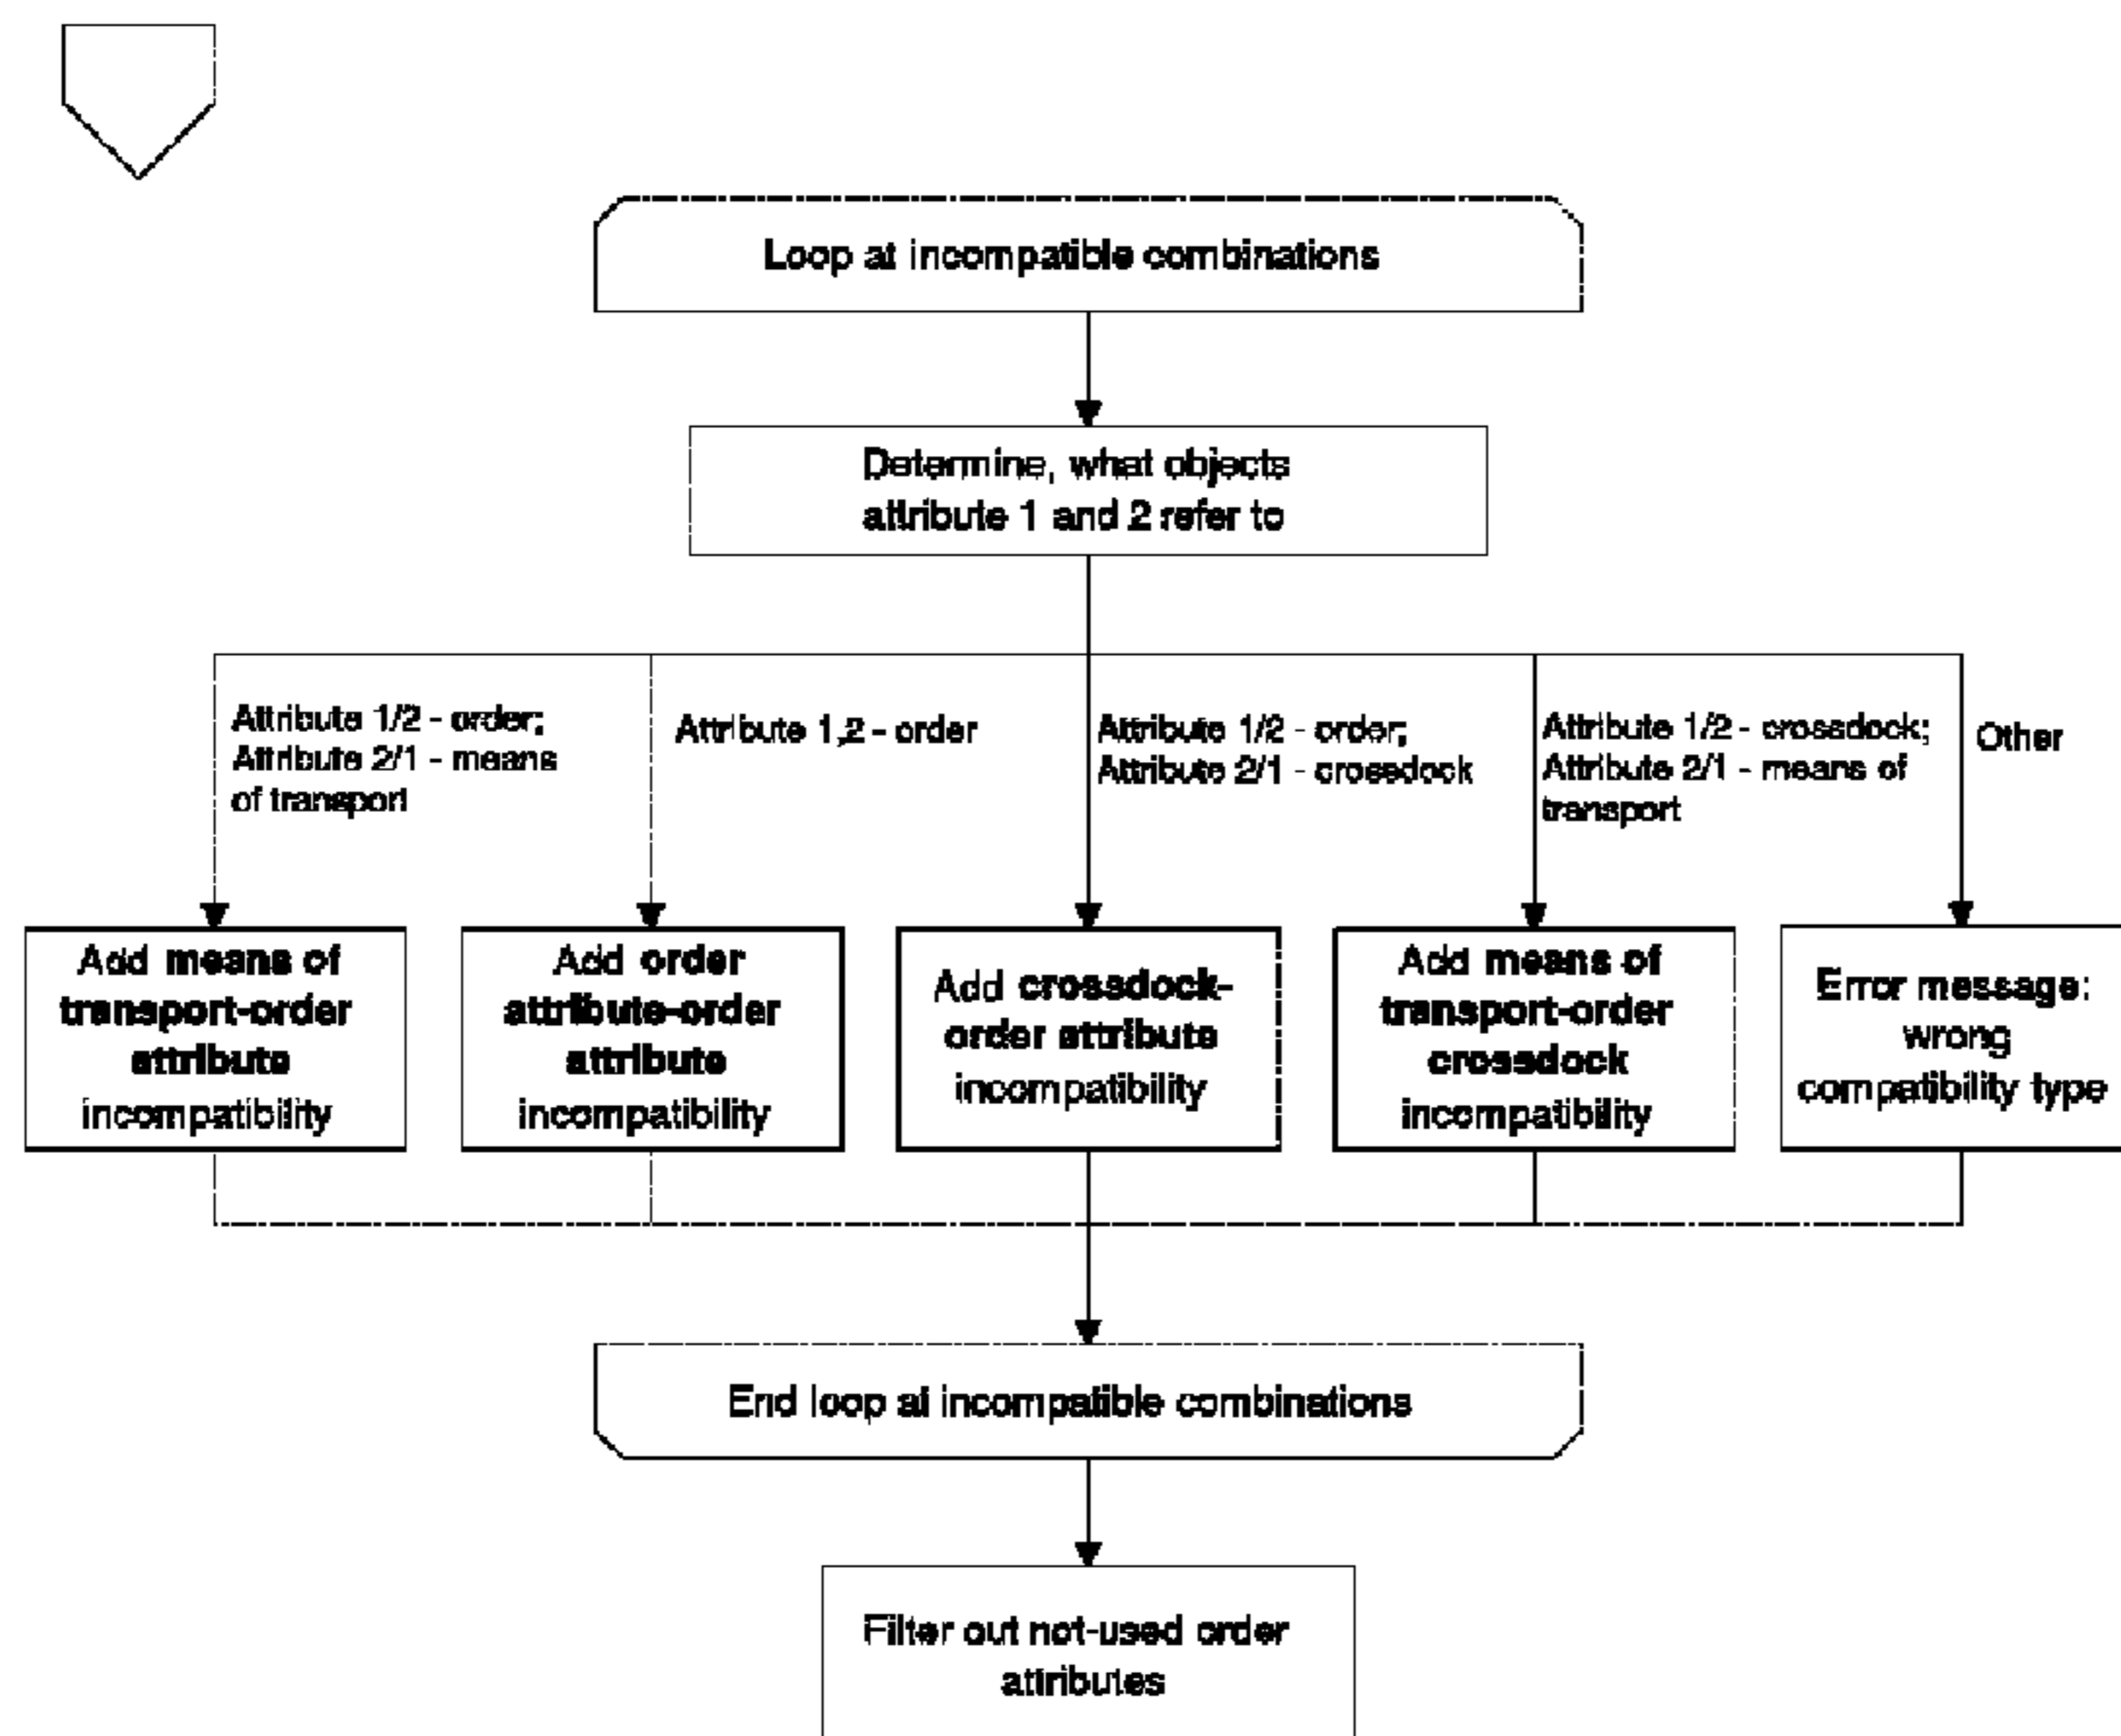 Loop at incompatible combinations
Determine, what objects
attribute 1 and 2 refer to
Attribute 1/2 - order;
Attribute 2/1 - means
of transport
Attribute 1,2 - order
Attribute 1/2 - order;
Attribute 2/1 - crossdock
Attribute 1/2 - crossdock;
Attribute 2/1 - means of
transport
Other
Add means of
transport-order
attribute
incompatibility
Add order
attribute-order
attribute
incompatibility
Add crossdock-
order attribute
incompatibility
Add means of
transport-order
crossdock
incompatibility
Error message:
wrong
compatibility type
End loop at incompatible combinations
Filter out not-used order
attributes